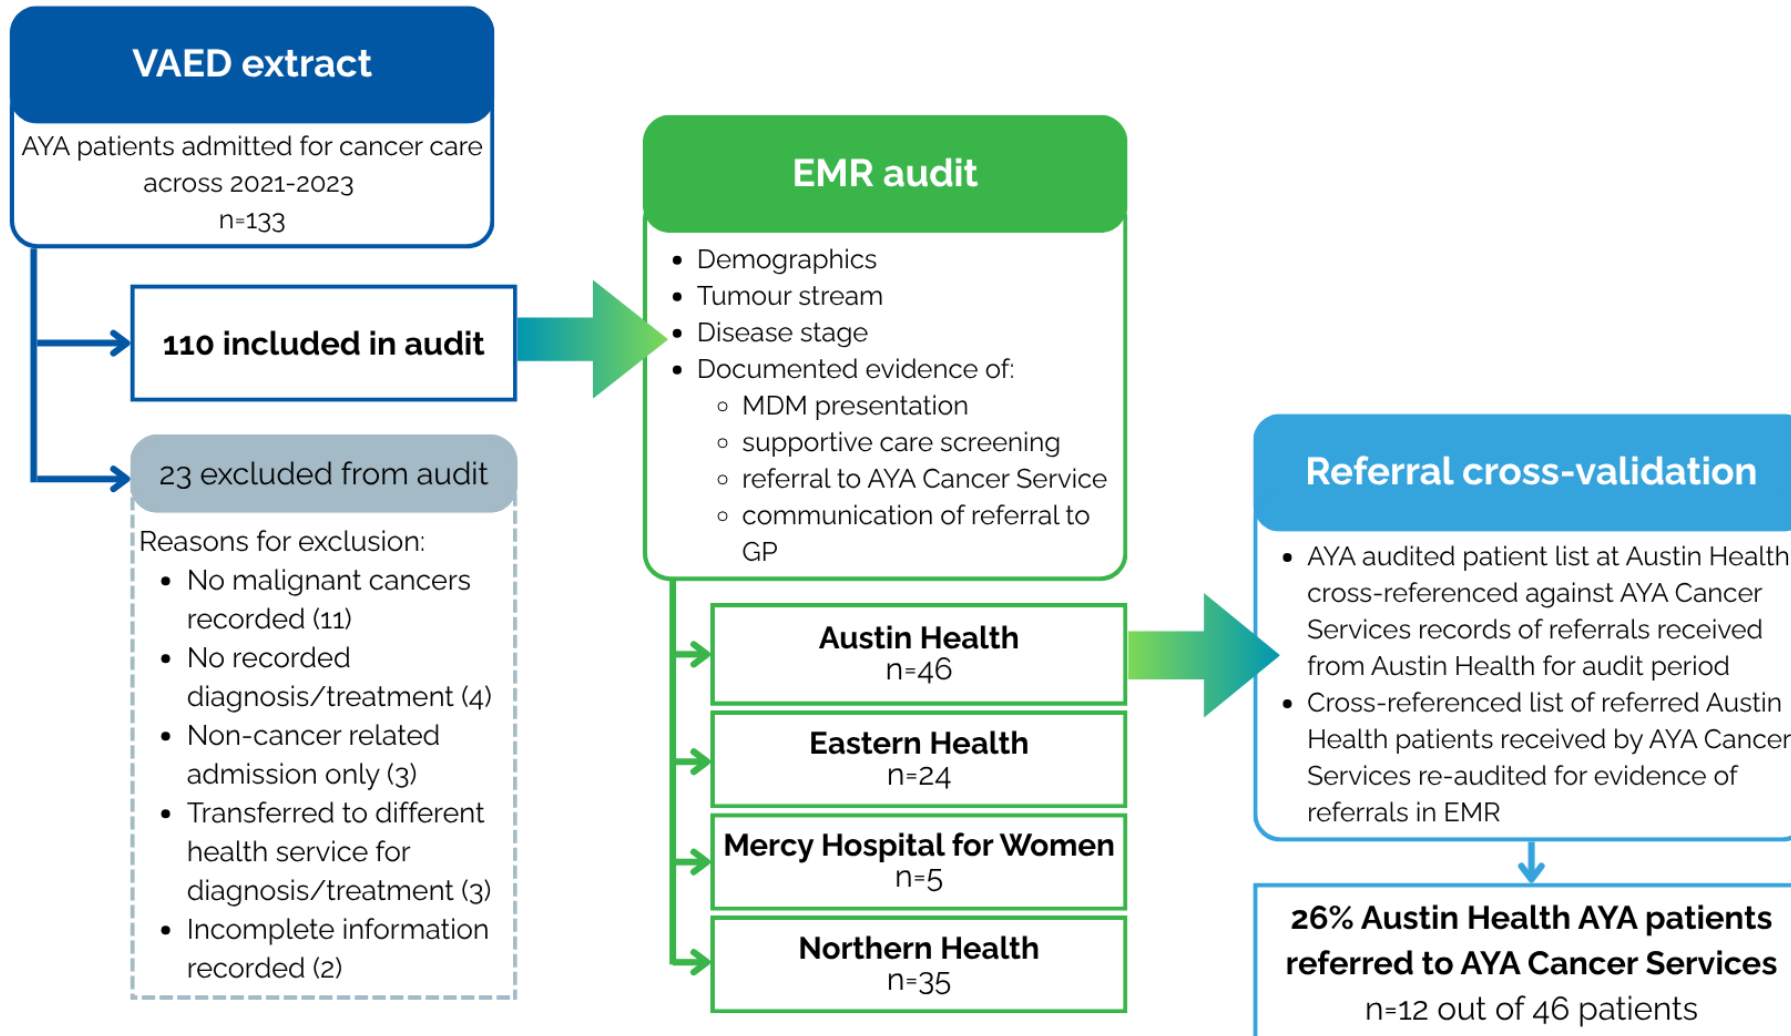 VAED extract
AYA patients admitted for cancer care
across 2021-2023
n=133
110 included in audit
23 excluded from audit
Reasons for exclusion:
• No malignant cancers
recorded (11)
• No recorded
diagnosis/treatment (4)
• Non-cancer related
admission only (3)
• Transferred to different
health service for
diagnosis/treatment (3)
• Incomplete information
recorded (2)
EMR audit
• Demographics
• Tumour stream
• Disease stage
• Documented evidence of:
◦ MDM presentation
◦ supportive care screening
◦ referral to AYA Cancer Service
◦ communication of referral to
GP
Austin Health
n=46
Eastern Health
n=24
Mercy Hospital for Women
n=5
Northern Health
n=35
Referral cross-validation
• AYA audited patient list at Austin Health
cross-referenced against AYA Cancer
Services records of referrals received
from Austin Health for audit period
• Cross-referenced list of referred Austin
Health patients received by AYA Cancer
Services re-audited for evidence of
referrals in EMR
26% Austin Health AYA patients
referred to AYA Cancer Services
n=12 out of 46 patients